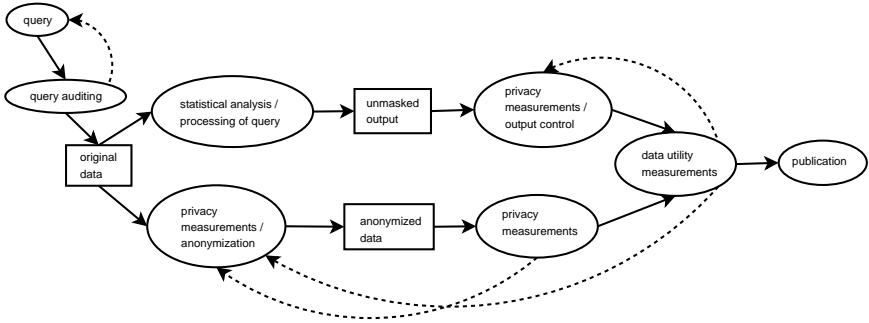 query
query auditing
original
data
statistical analysis /
processing of query
unmasked
output
privacy
measurements /
output control
privacy
measurements /
anonymization
anonymized
data
privacy
measurements
data utility
measurements
publication